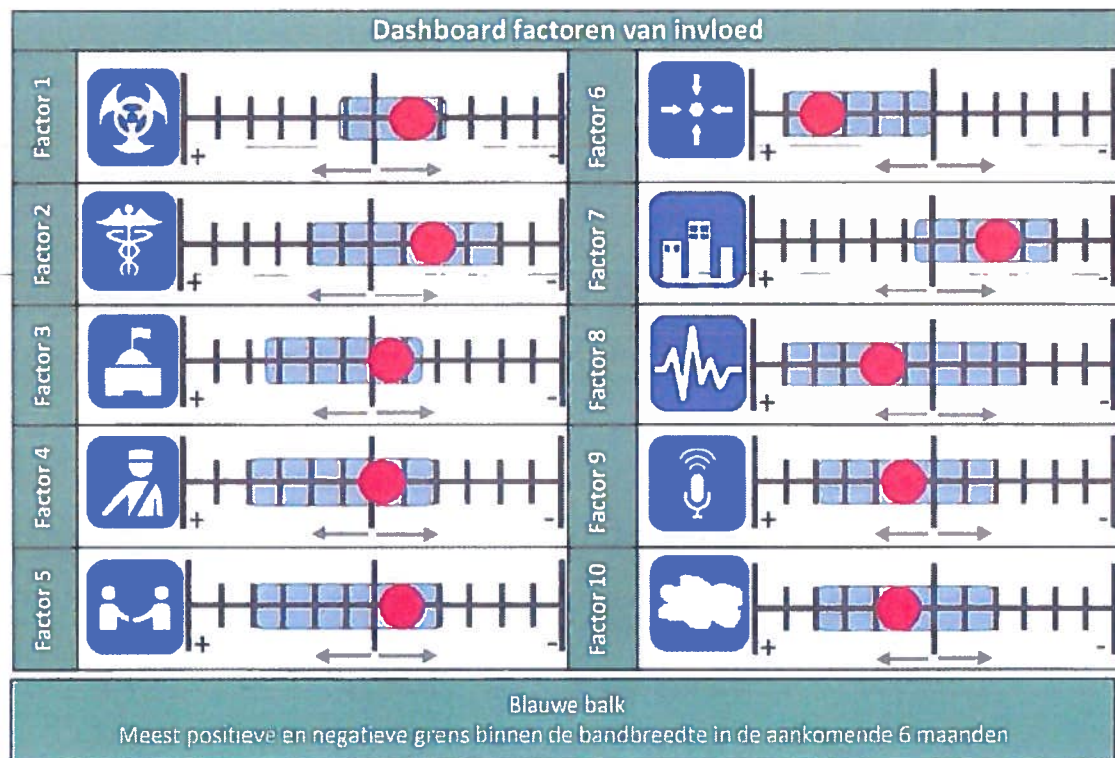 Dashboard factoren van invloed
Factor 1
+ -
Factor 6
+ -
Factor 2
+ -
Factor 7
+ -
Factor 3
+ -
Factor 8
+ -
Factor 4
+ -
Factor 9
+ -
Factor 5
+ -
Factor 10
+ -
Blauwe balk
Meest positieve en negatieve grens binnen de bandbreedte in de aankomende 6 maanden